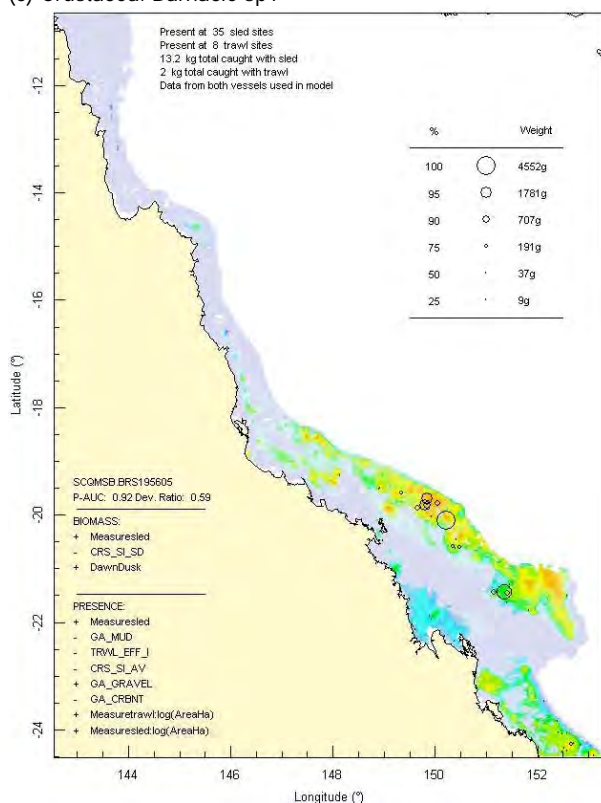 (e) Crustacea: Barnacle sp1
Present at 35 sled sites
Present at 8 trawl sites
13.2 kg total caught with sled
2 kg total caught with trawl
Data from both vessels used in model
% Weight
100 4552g
95 1781g
90 707g
75 191g
50 37g
25 9g
-12
-14
-16
-18
-20
-22
-24
Latitude (°)
SCQMSB.BRS195605
P-AUC: 0.92 Dev. Ratio: 0.59
BIOMASS:
+ Measuresled
- CRS_SI_SD
+ DawnDusk
PRESENCE:
+ Measuresled
- GA_MUD
- TRWL_EFF_I
- CRS_SI_AV
+ GA_GRAVEL
- GA_CRBNT
+ Measuretrawl:log(AreaHa)
+ Measuresled:log(AreaHa)
144 146 148 150 152
Longitude (°)